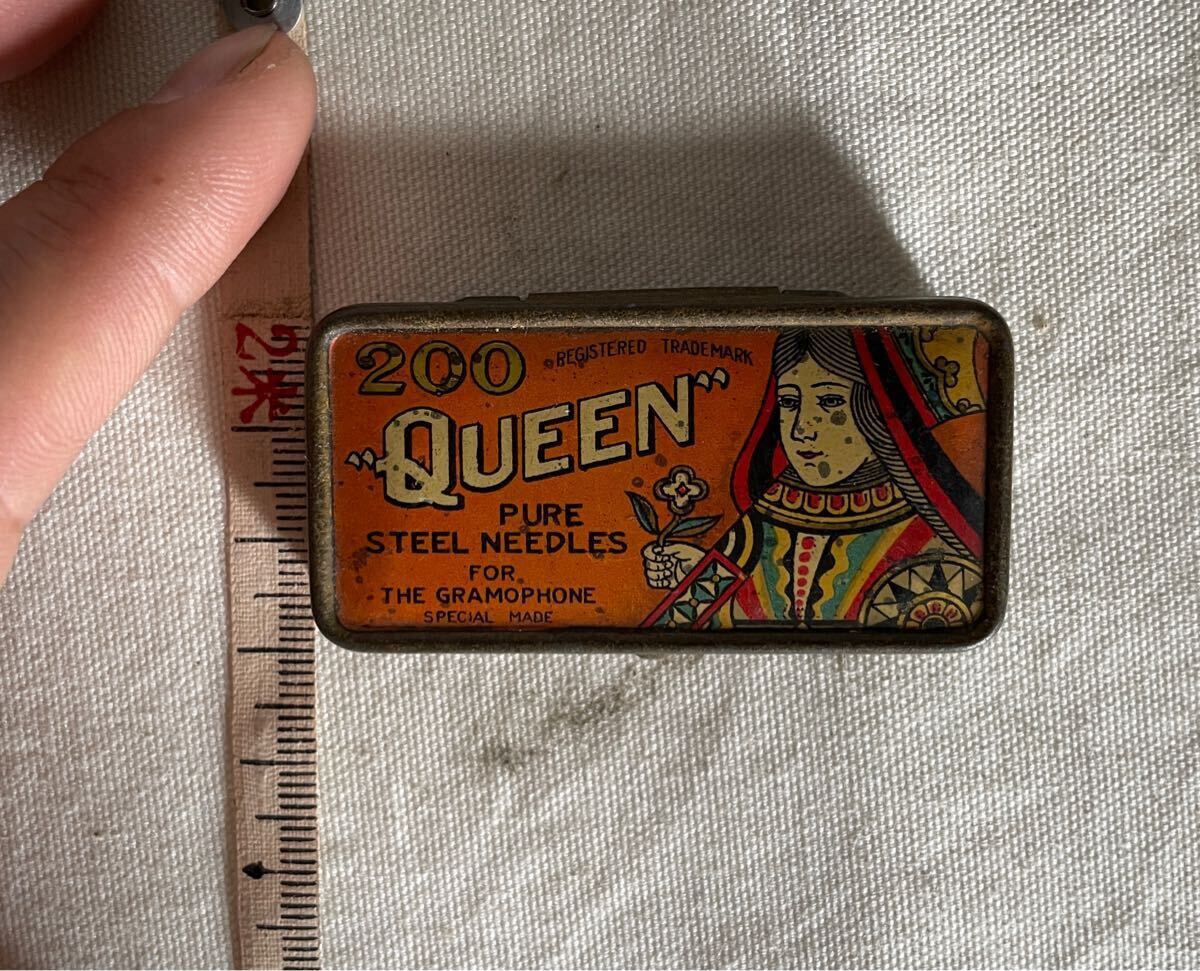 2米
200
REGISTERED TRADEMARK
"QUEEN"
PURE
STEEL NEEDLES
FOR
THE GRAMOPHONE
SPECIAL MADE